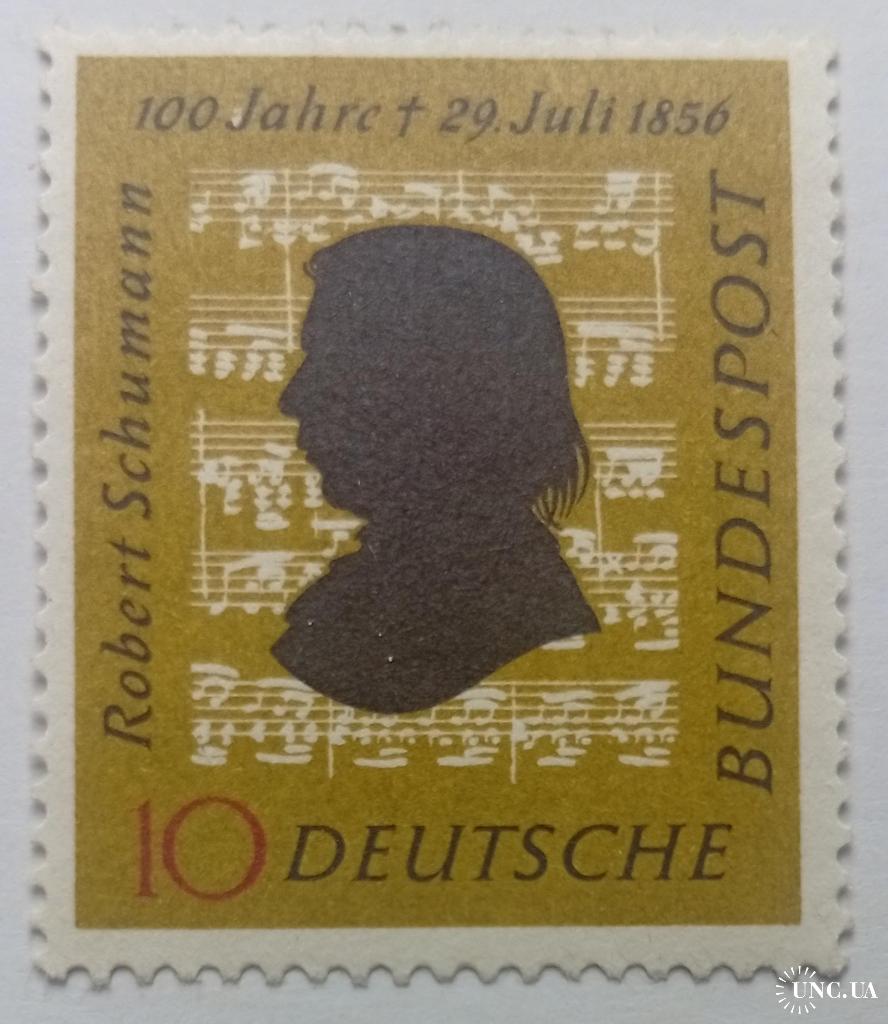 100 Jahre † 29. Juli 1856
Robert Schumann
10 DEUTSCHE
BUNDESPOST
UNC.UA